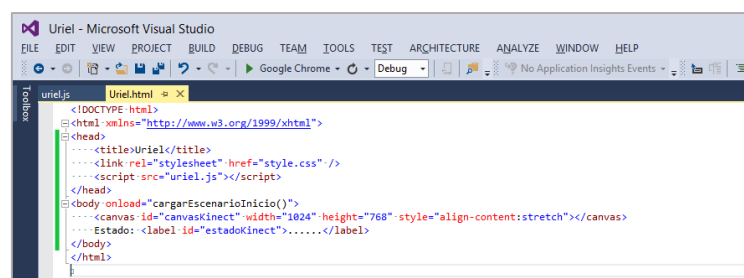 Uriel - Microsoft Visual Studio
FILE EDIT VIEW PROJECT BUILD DEBUG TEAM TOOLS TEST ARCHITECTURE ANALYZE WINDOW HELP
Google Chrome Debug No Application Insights Events
Toolbox
uriel.js Uriel.html
<!DOCTYPE html>
<html xmlns="http://www.w3.org/1999/xhtml">
<head>
<title>Uriel</title>
<link rel="stylesheet" href="style.css" />
<script src="uriel.js"></script>
</head>
<body onload="cargarEscenarioInicio()">
<canvas id="canvasKinect" width="1024" height="768" style="align-content:stretch"></canvas>
Estado: <label id="estadoKinect">......</label>
</body>
</html>